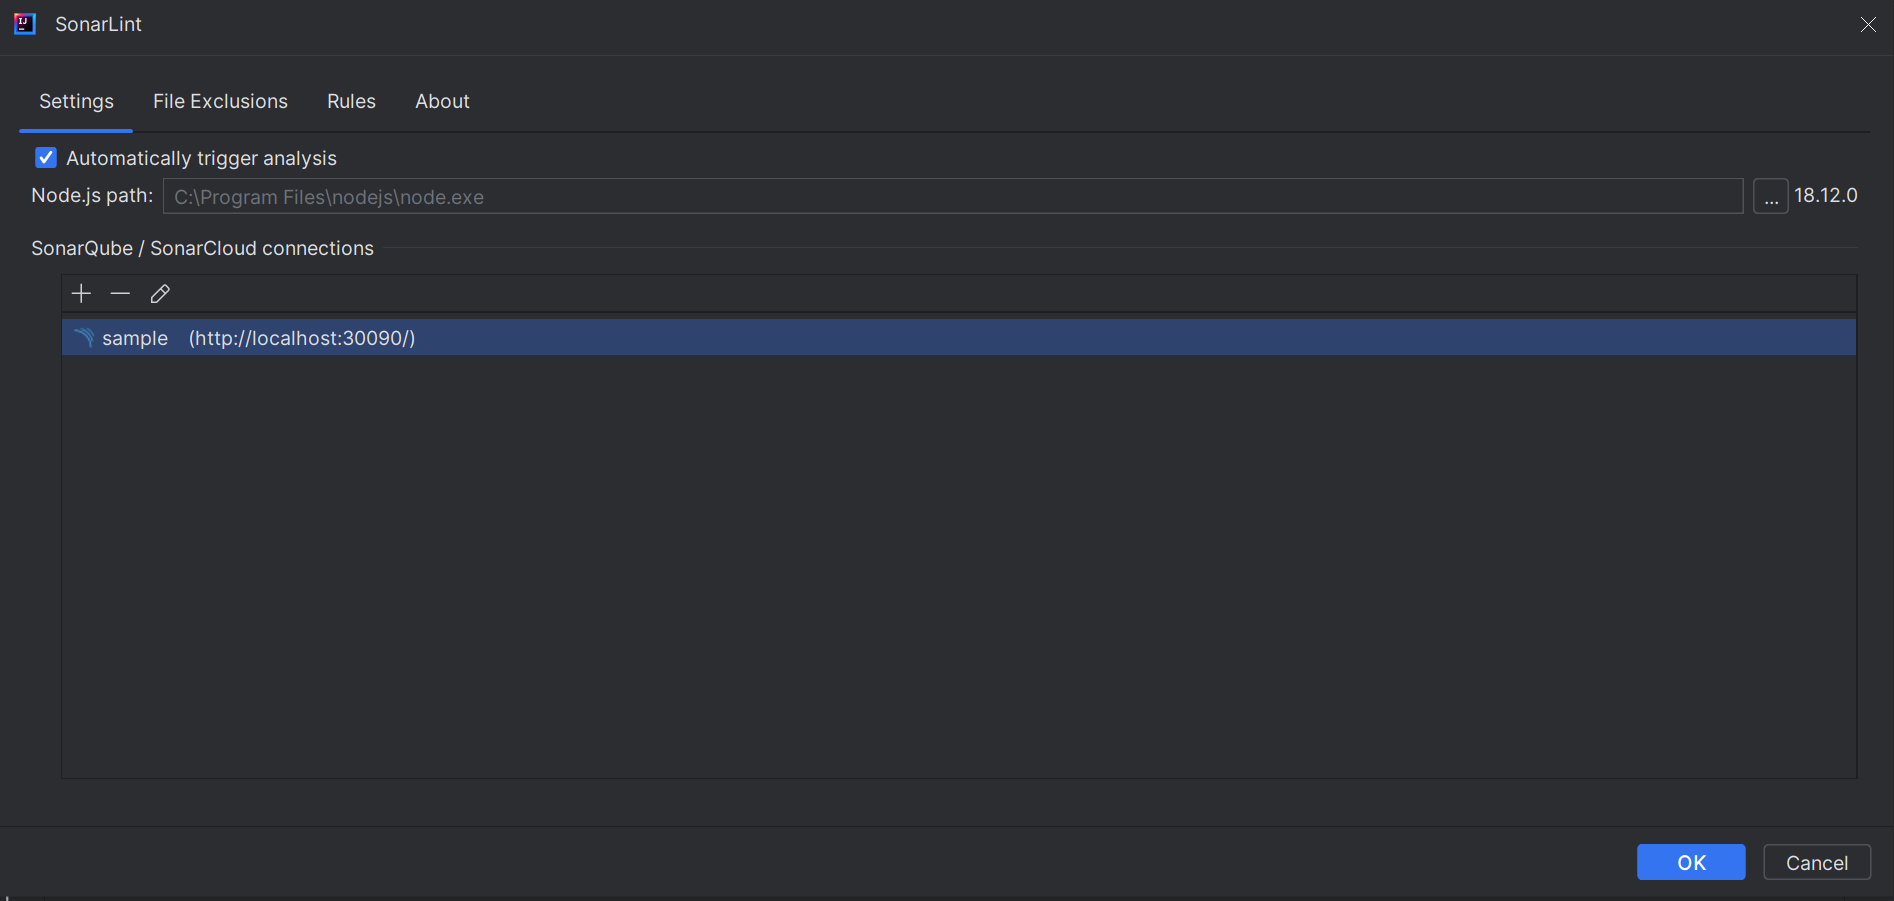 SonarLint
Settings File Exclusions Rules About
Automatically trigger analysis
Node.js path: C:\Program Files\nodejs\node.exe ... 18.12.0
SonarQube / SonarCloud connections
sample (http://localhost:30090/)
OK Cancel